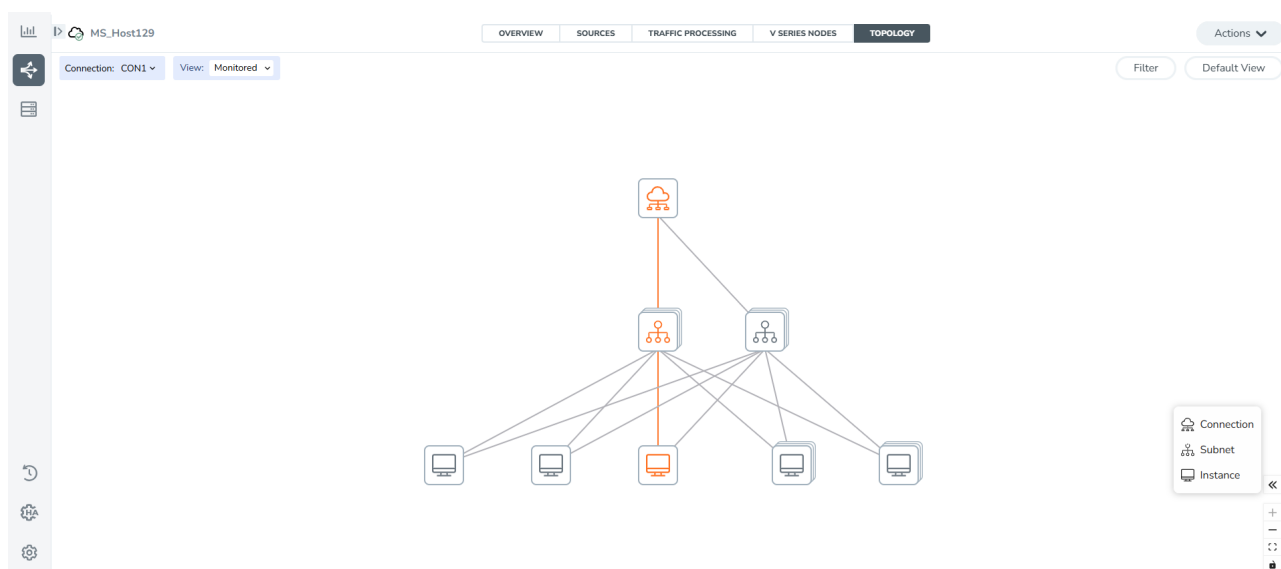 MS_Host129
OVERVIEW
SOURCES
TRAFFIC PROCESSING
V SERIES NODES
TOPOLOGY
Actions
Connection: CON1
View: Monitored
Filter
Default View
Connection
Subnet
Instance
HA